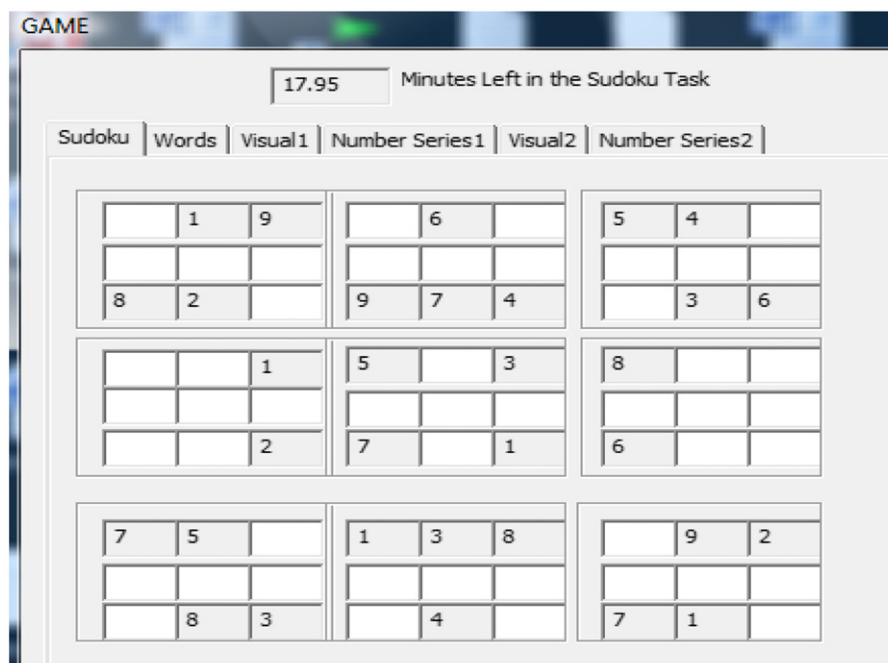 GAME
17.95 Minutes Left in the Sudoku Task
Sudoku Words Visual1 Number Series1 Visual2 Number Series2
1 9 6 5 4
8 2 9 7 4 3 6
1 5 3 8
2 7 1 6
7 5 1 3 8 9 2
8 3 4 7 1